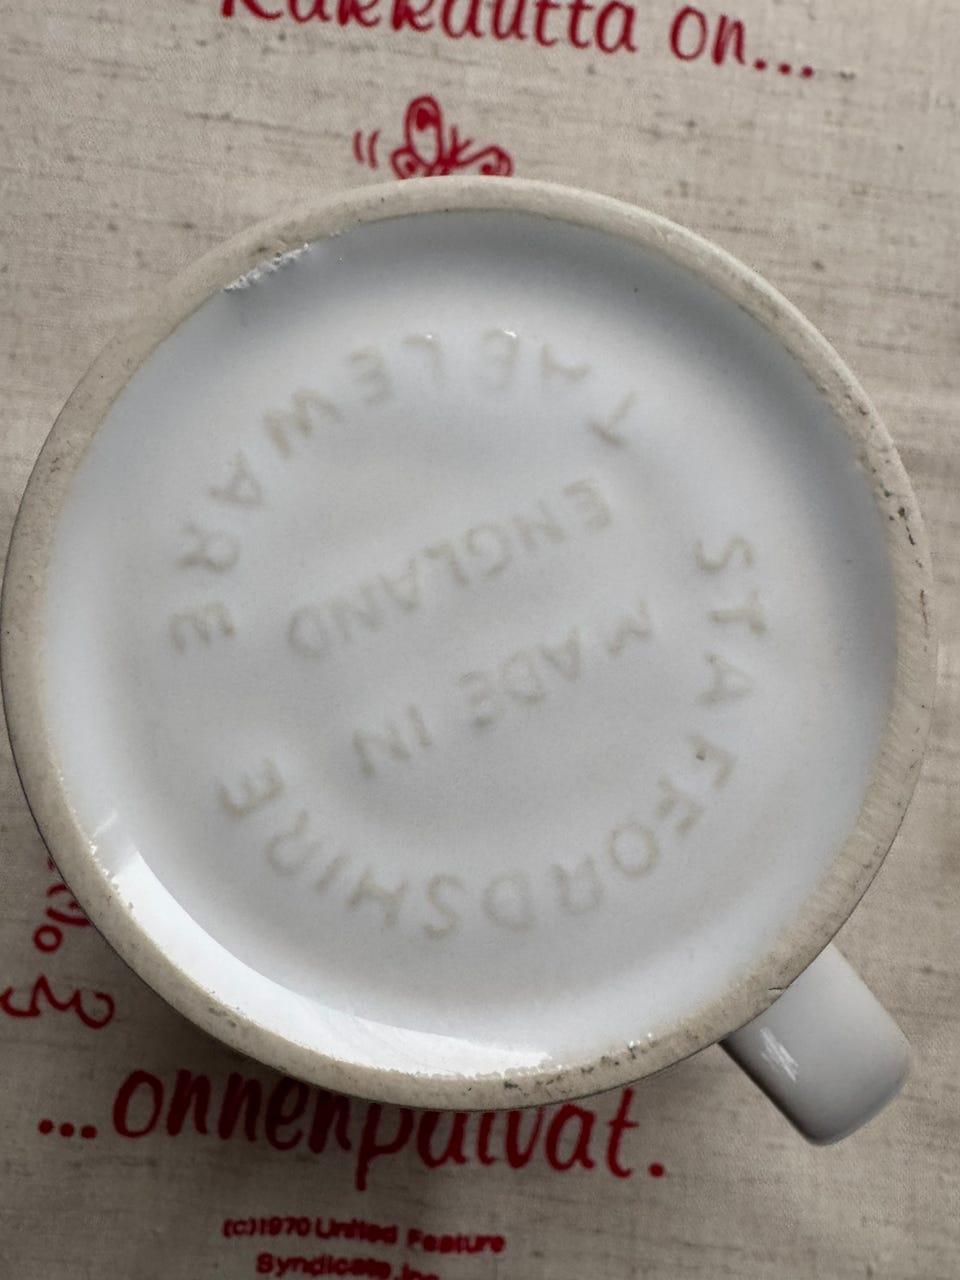 Rakkautta on...
STAFFORDSHIRE
TABLEWARE
MADE IN
ENGLAND
...onnenpäivät.
(c)1970 United Feature
Syndicate,Inc